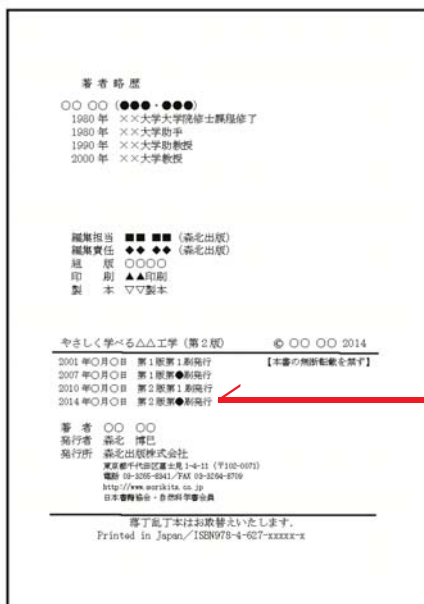 著者略歴
○○ ○○ (●●●・●●●)
1980年 ××大学大学院修士課程修了
1980年 ××大学助手
1990年 ××大学助教授
2000年 ××大学教授
編集担当 ■■ ■■ (森北出版)
編集責任 ◆◆ ◆◆ (森北出版)
組　版 ○○○○
印　刷 ▲▲印刷
製　本 ▽▽製本
やさしく学べる△△工学 (第2版) © ○○ ○○ 2014
2001年○月○日 第1版第1刷発行 【本書の無断転載を禁ず】
2007年○月○日 第1版第●刷発行
2010年○月○日 第2版第1刷発行
2014年○月○日 第2版第●刷発行
著　者 ○○ ○○
発行者 森北 博巳
発行所 森北出版株式会社
東京都千代田区富士見1-4-11 (〒102-0071)
電話 03-3265-8341／FAX 03-3264-8709
http://www.morikita.co.jp
日本書籍協会・自然科学書会員
落丁乱丁本はお取替えいたします.
Printed in Japan／ISBN978-4-627-xxxxx-x